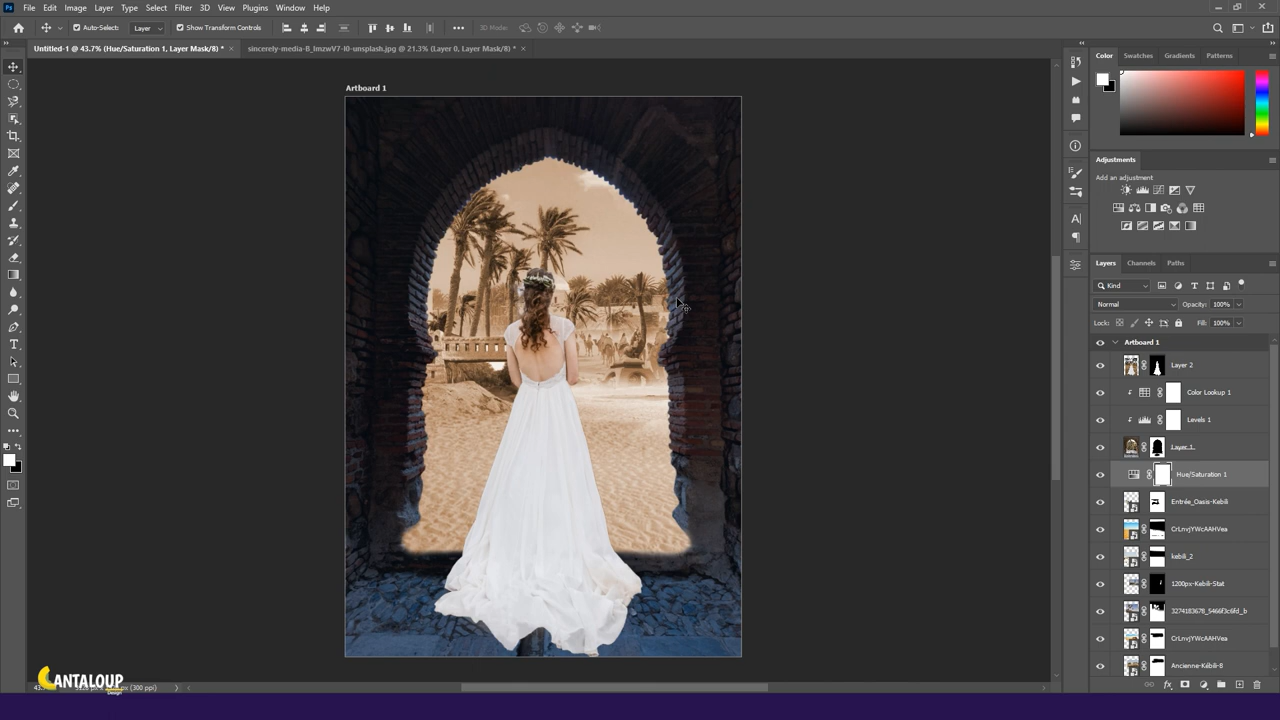 File Edit Image Layer Type Select Filter 3D View Plugins Window Help
Auto-Select: Layer Show Transform Controls 3D Mode:
Untitled-1 @ 43.7% (Hue/Saturation 1, Layer Mask/8) *
sincerely-media-B_lmzwV7-I0-unsplash.jpg @ 21.3% (Layer 0, Layer Mask/8) *
Artboard 1
Color Swatches Gradients Patterns
Adjustments
Add an adjustment
Layers Channels Paths
Kind
Normal Opacity: 100%
Lock: Fill: 100%
Artboard 1
Layer 2
Color Lookup 1
Levels 1
Layer 1
Hue/Saturation 1
Entrée_Oasis-Kebili
CrLnvjYWcAAHVea
kebili_2
1200px-Kebili-Stat
3274183678_5466f3c6fd_b
CrLnvjYWcAAHVea
Ancienne-Kébili-8
CANTALOUP
Design
(300 ppi)